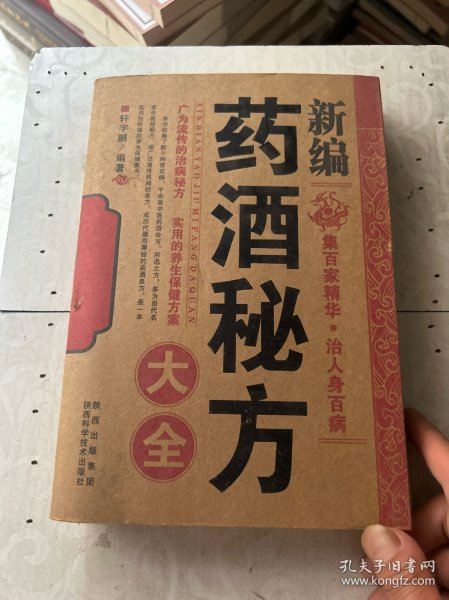 新编
药酒秘方
大全
集百家精华·治人身百病
XINBIANYAOJIUMIFANGDAQUAN
广为流传的治病秘方 实用的养生保健方案
轩宇鹏 编著
陕西出版集团
陕西科学技术出版社
孔夫子旧书网
www.kongfz.com